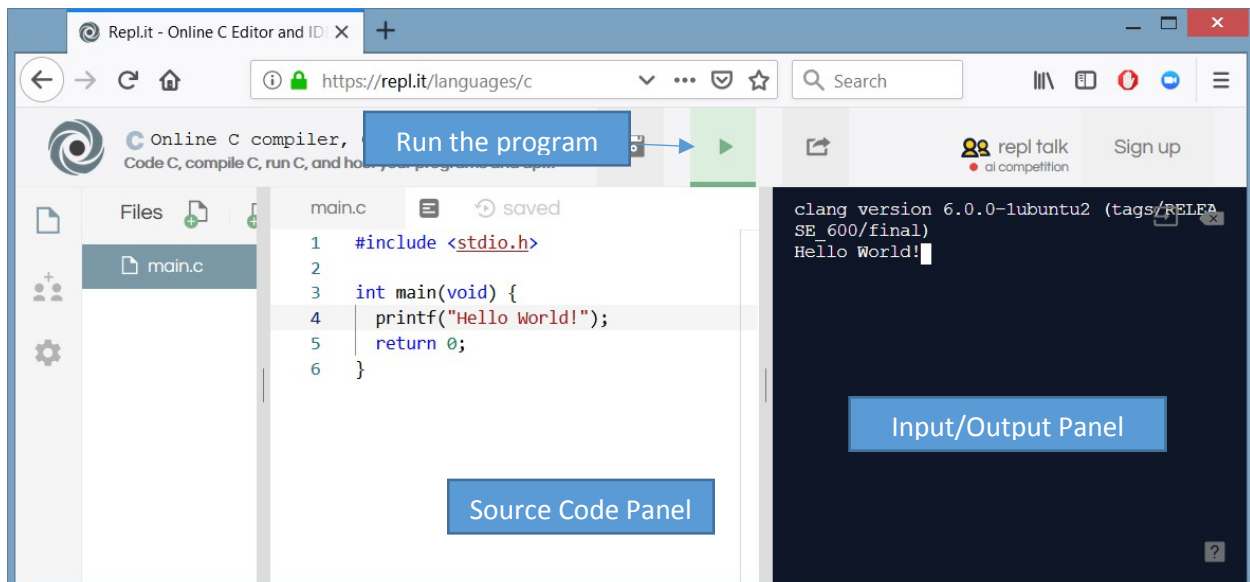 Repl.it - Online C Editor and ID
https://repl.it/languages/c
Search
C Online C compiler,
Code C, compile C, run C, and host your programs and ap...
Run the program
repl talk
ai competition
Sign up
Files
main.c
saved
main.c
1 #include <stdio.h>
2
3 int main(void) {
4 printf("Hello World!");
5 return 0;
6 }
clang version 6.0.0-1ubuntu2 (tags/RELEA
SE_600/final)
Hello World!
Input/Output Panel
Source Code Panel
?